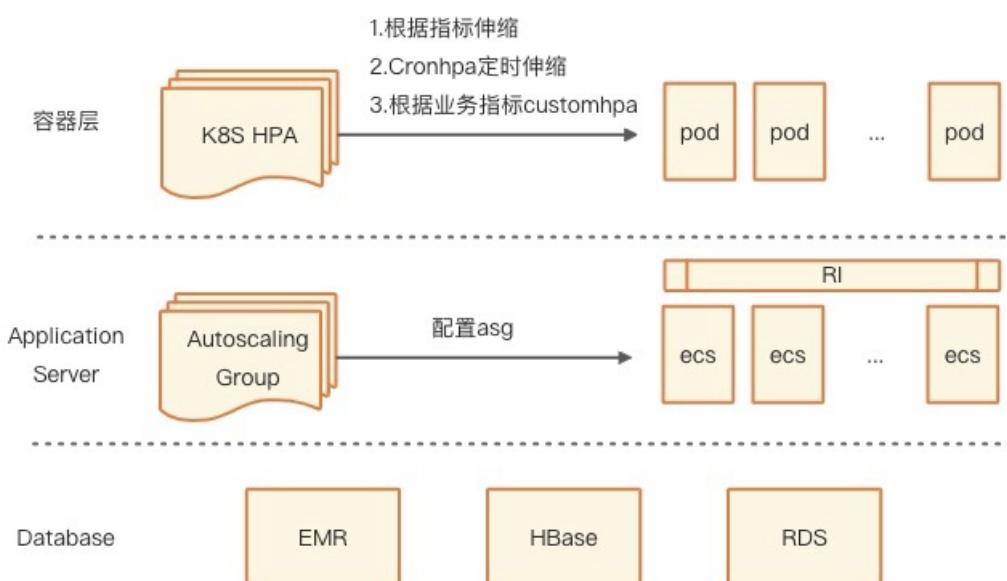 1.根据指标伸缩
2.Cronhpa定时伸缩
3.根据业务指标customhpa
容器层
K8S HPA
pod
pod
...
pod
RI
Application
Server
Autoscaling
Group
配置asg
ecs
ecs
...
ecs
Database
EMR
HBase
RDS